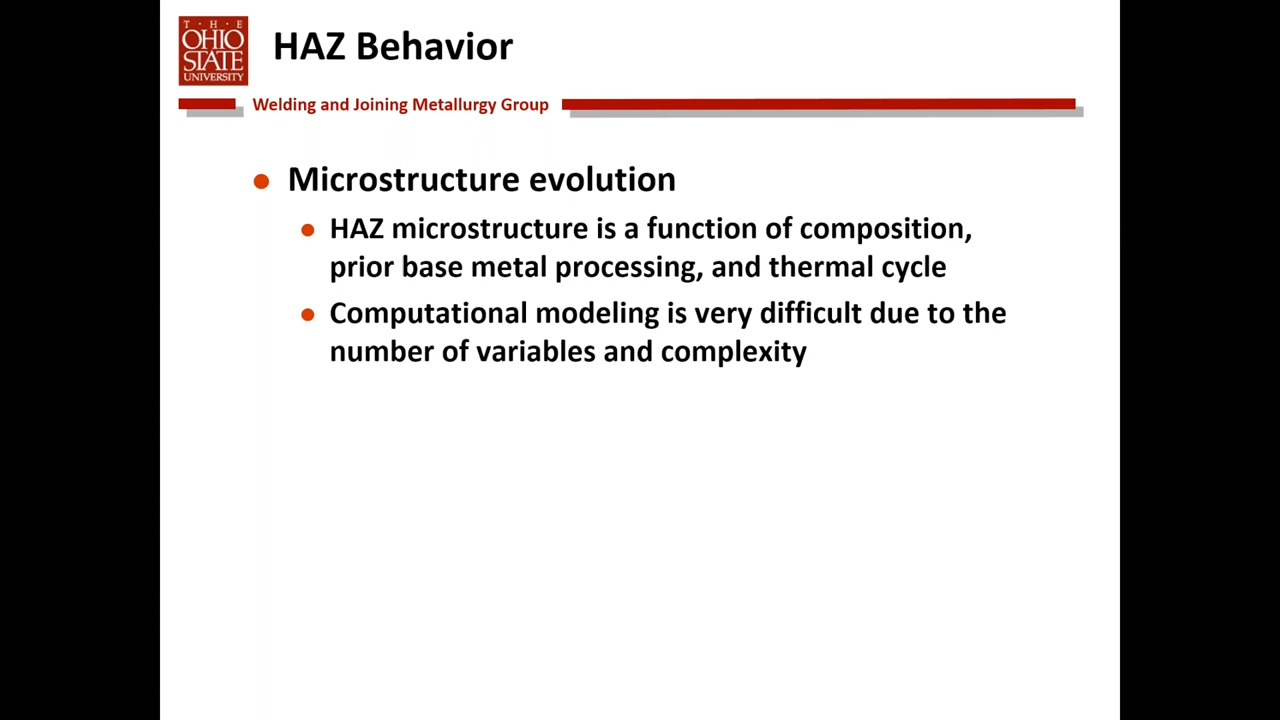 T·H·E
OHIO
STATE
UNIVERSITY
HAZ Behavior
Welding and Joining Metallurgy Group
● Microstructure evolution
● HAZ microstructure is a function of composition,
prior base metal processing, and thermal cycle
● Computational modeling is very difficult due to the
number of variables and complexity